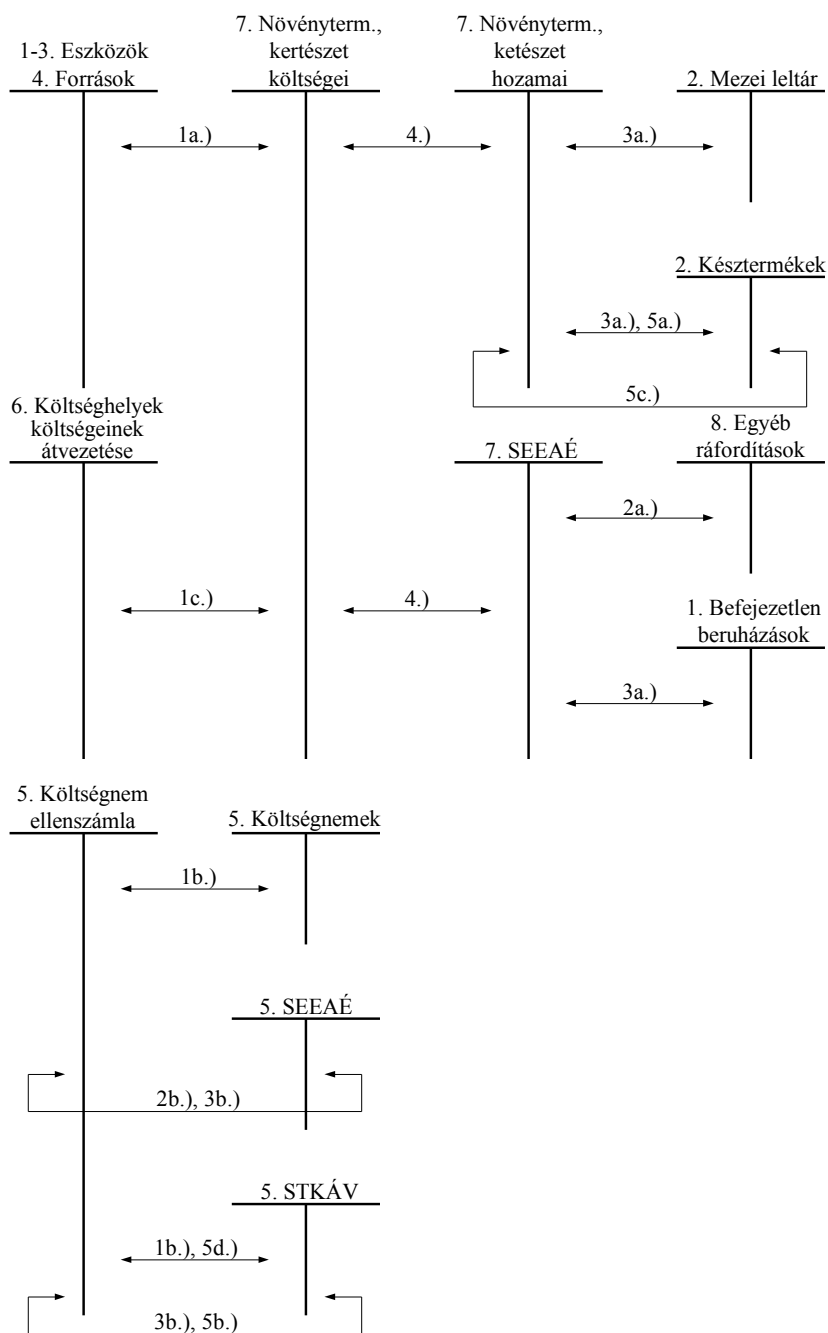 1-3. Eszközök
4. Források
7. Növényterm.,
kertészet
költségei
7. Növényterm.,
ketészet
hozamai
2. Mezei leltár
1a.)
4.)
3a.)
2. Késztermékek
3a.), 5a.)
5c.)
6. Költséghelyek
költségeinek
átvezetése
7. SEEAÉ
8. Egyéb
ráfordítások
2a.)
1c.)
4.)
1. Befejezetlen
beruházások
3a.)
5. Költségnem
ellenszámla
5. Költségnemek
1b.)
5. SEEAÉ
2b.), 3b.)
5. STKÁV
1b.), 5d.)
3b.), 5b.)